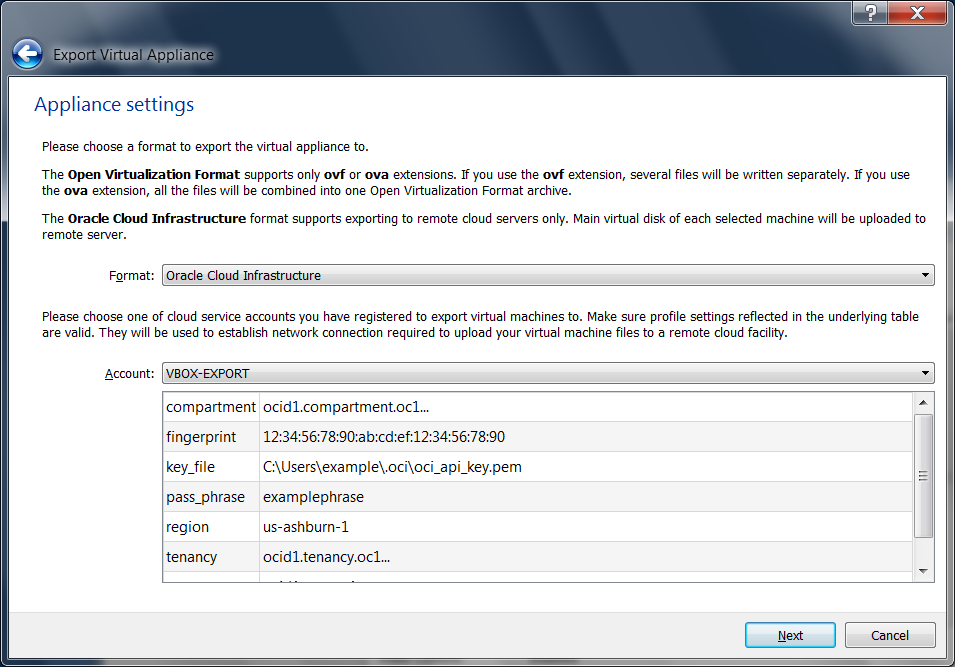 ?
X
Export Virtual Appliance
Appliance settings
Please choose a format to export the virtual appliance to.
The Open Virtualization Format supports only ovf or ova extensions. If you use the ovf extension, several files will be written separately. If you use
the ova extension, all the files will be combined into one Open Virtualization Format archive.
The Oracle Cloud Infrastructure format supports exporting to remote cloud servers only. Main virtual disk of each selected machine will be uploaded to
remote server.
Format: Oracle Cloud Infrastructure
Please choose one of cloud service accounts you have registered to export virtual machines to. Make sure profile settings reflected in the underlying table
are valid. They will be used to establish network connection required to upload your virtual machine files to a remote cloud facility.
Account: VBOX-EXPORT
compartment ocid1.compartment.oc1...
fingerprint 12:34:56:78:90:ab:cd:ef:12:34:56:78:90
key_file C:\Users\example\.oci\oci_api_key.pem
pass_phrase examplephrase
region us-ashburn-1
tenancy ocid1.tenancy.oc1...
Next Cancel